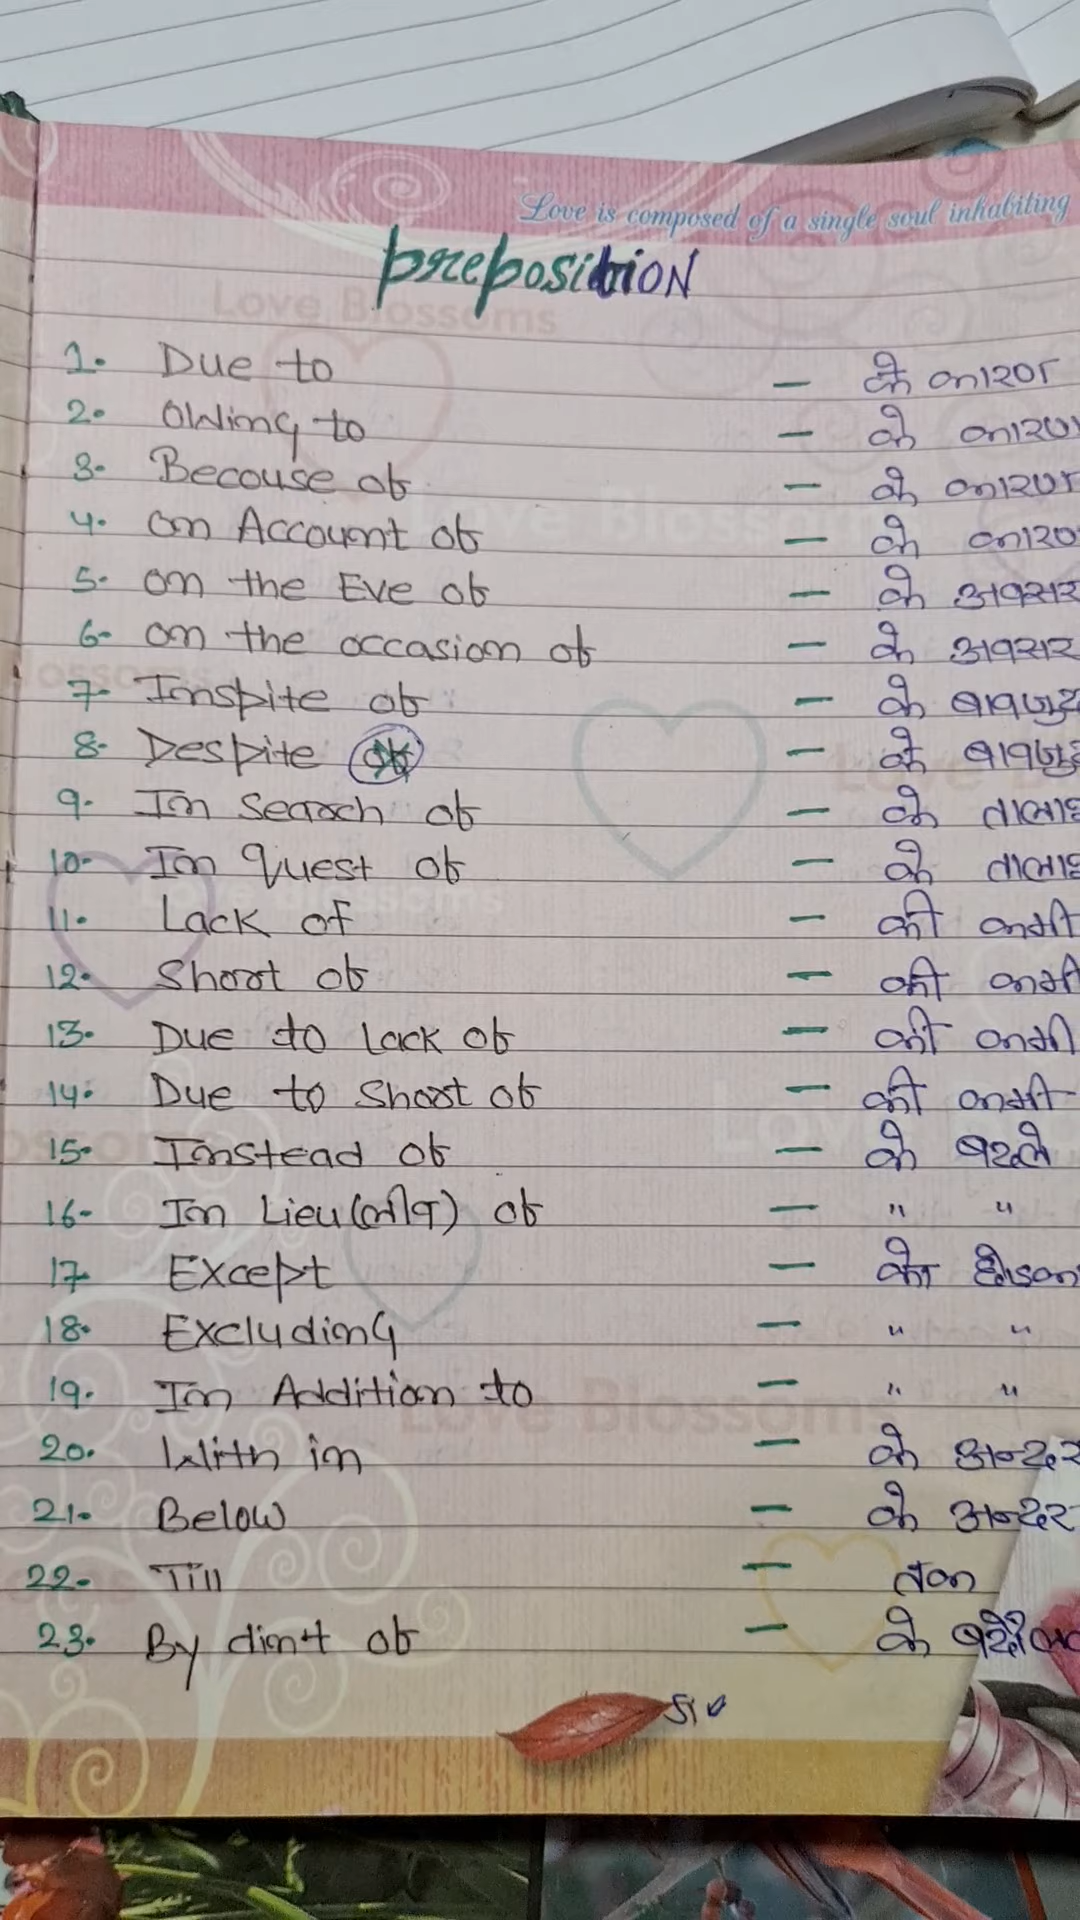 Love is composed of a single soul inhabiting
preposition
1. Due to — के कारण
2. Owing to — के कारण
3. Becouse of — के कारण
4. on Account of — के कारण
5. on the Eve of — के अवसर
6. on the occasion of — के अवसर
7. Inspite of — के बावजुद
8. Despite — के बावजुद
9. In search of — के तालाश
10. In Quest of — के तालाश
11. Lack of — की कमी
12. Short of — की कमी
13. Due to Lack of — की कमी
14. Due to Short of — की कमी
15. Instead of — के बदले
16. In Lieu(लीव) of — " "
17. Except — को छोडक
18. Excluding — " "
19. In Addition to — " "
20. With in — के अन्दर
21. Below — के अन्दर
22. Till — तक
23. By dint of — के